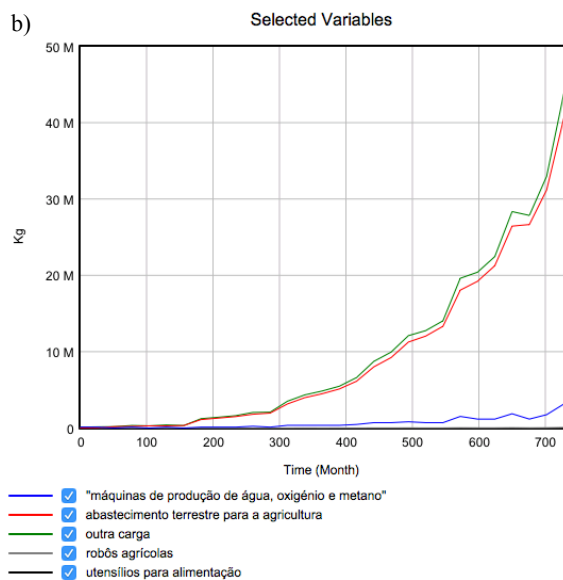 b)
Selected Variables
50 M
40 M
30 M
20 M
10 M
0
Kg
0 100 200 300 400 500 600 700
Time (Month)
"máquinas de produção de água, oxigénio e metano"
abastecimento terrestre para a agricultura
outra carga
robôs agrícolas
utensílios para alimentação